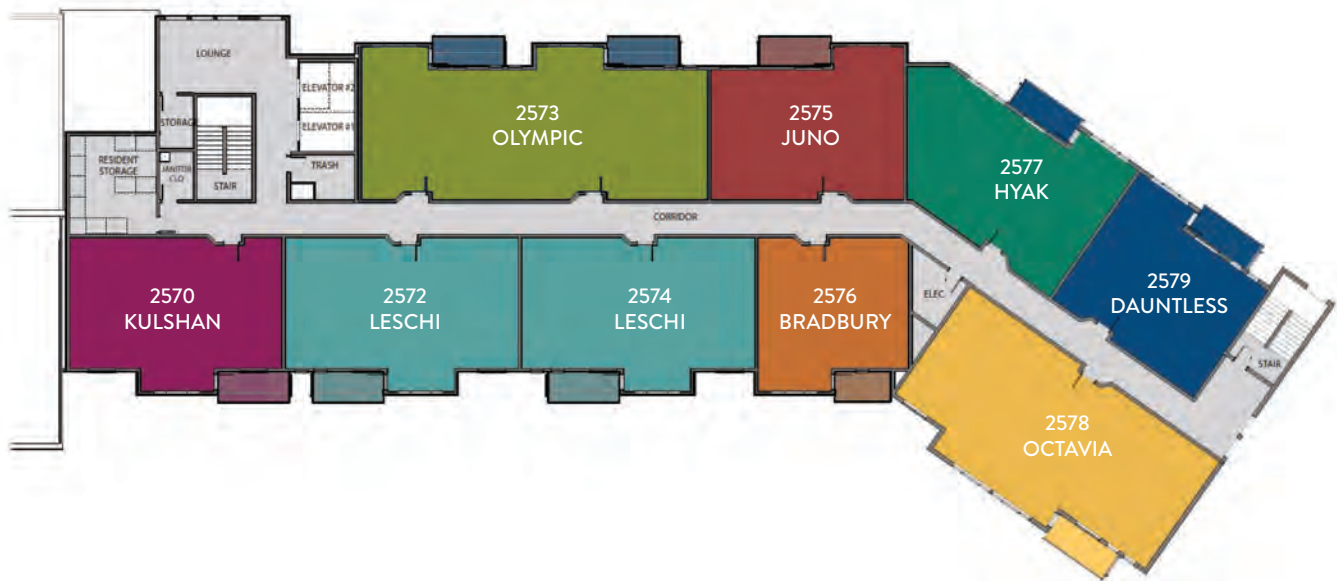 LOUNGE
ELEVATOR #2
ELEVATOR #1
STORAGE
RESIDENT
STORAGE
JANITOR
CLO
STAIR
TRASH
2573
OLYMPIC
2575
JUNO
2577
HYAK
2579
DAUNTLESS
CORRIDOR
2570
KULSHAN
2572
LESCHI
2574
LESCHI
2576
BRADBURY
ELEC
STAIR
2578
OCTAVIA